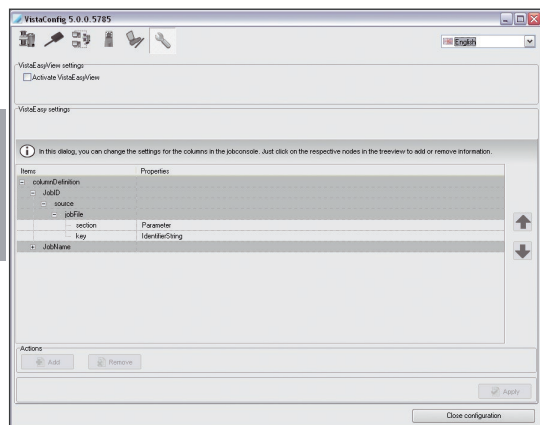 VistaConfig 5.0.0.5785
English
VistaEasyView settings
Activate VistaEasyView
VistaEasy settings
In this dialog, you can change the settings for the columns in the jobconsole. Just click on the respective nodes in the treeview to add or remove information.
Items Properties
columnDefinition
JobID
source
jobFile
section Parameter
key IdentifierString
JobName
Actions
Add Remove
Apply
Close configuration